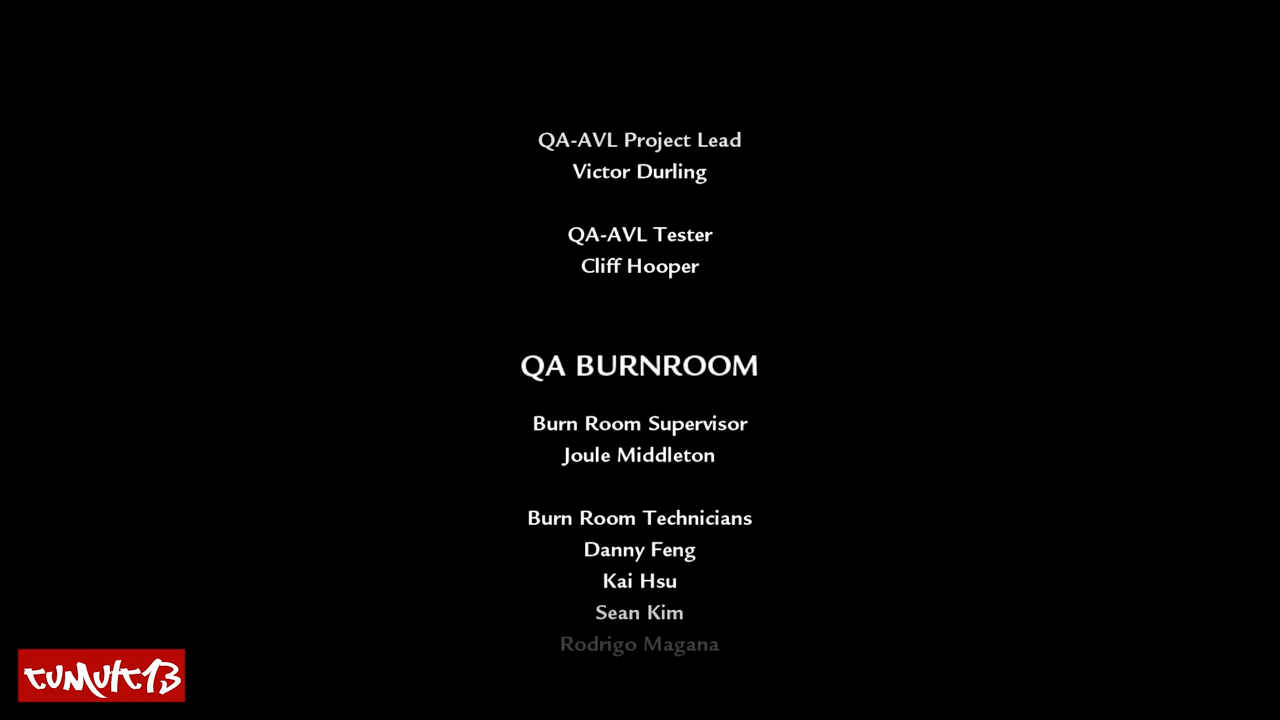 QA-AVL Project Lead
Victor Durling
QA-AVL Tester
Cliff Hooper
QA BURNROOM
Burn Room Supervisor
Joule Middleton
Burn Room Technicians
Danny Feng
Kai Hsu
Sean Kim
Rodrigo Magana
TUMULT13